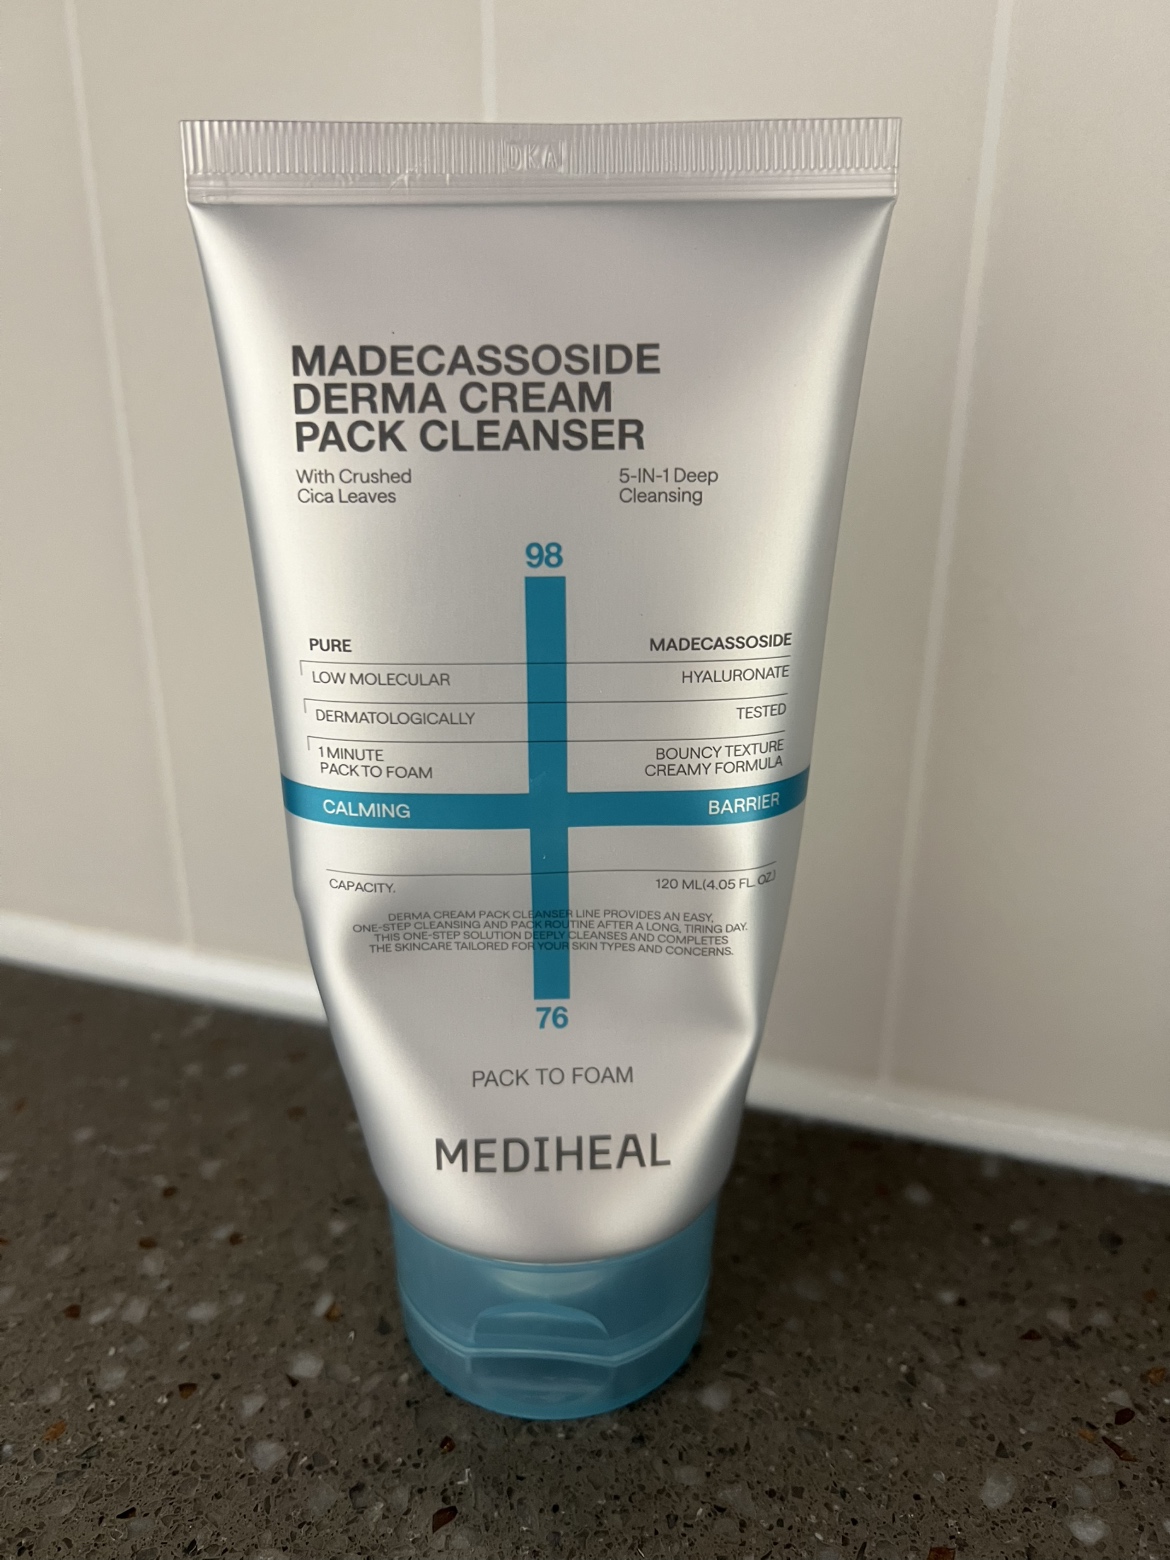 DKA
MADECASSOSIDE
DERMA CREAM
PACK CLEANSER
With Crushed
Cica Leaves
5-IN-1 Deep
Cleansing
98
PURE MADECASSOSIDE
LOW MOLECULAR HYALURONATE
DERMATOLOGICALLY TESTED
1 MINUTE
PACK TO FOAM
BOUNCY TEXTURE
CREAMY FORMULA
CALMING BARRIER
CAPACITY. 120 ML(4.05 FL. OZ.)
DERMA CREAM PACK CLEANSER LINE PROVIDES AN EASY,
ONE-STEP CLEANSING AND PACK ROUTINE AFTER A LONG, TIRING DAY.
THIS ONE-STEP SOLUTION DEEPLY CLEANSES AND COMPLETES
THE SKINCARE TAILORED FOR YOUR SKIN TYPES AND CONCERNS.
76
PACK TO FOAM
MEDIHEAL